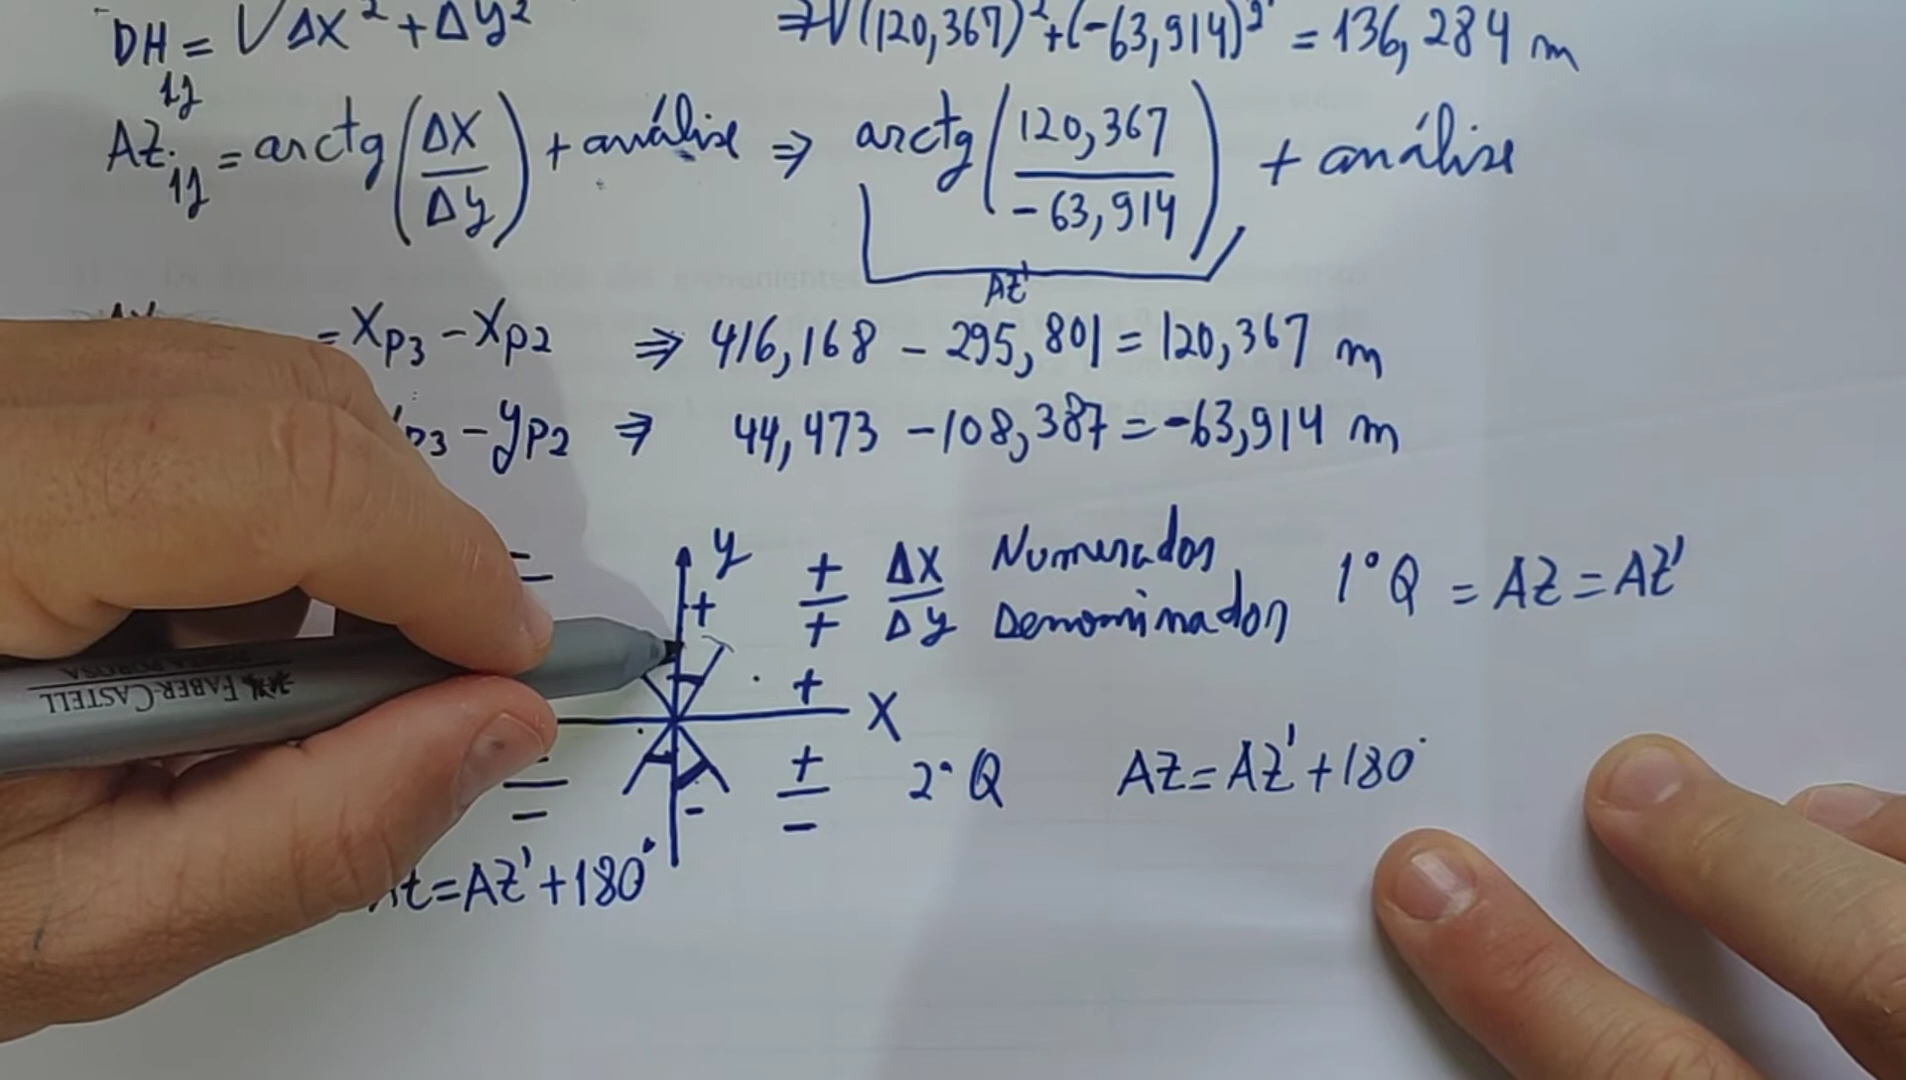 DH = √ΔX² + Δy² ⇒ √(120,367)² + (-63,914)² = 136,284 m
1j
AZ1j = arctg (ΔX/Δy) + análise ⇒ arctg (120,367/-63,914) + análise
AZ'
= XP3 - XP2 ⇒ 416,168 - 295,801 = 120,367 m
P3 - yP2 ⇒ 44,473 - 108,387 = -63,914 m
y + + ΔX Numerador 1° Q = AZ = AZ'
+ Δy Denominador
+ X
- + - 2° Q AZ = AZ' + 180°
= AZ' + 180°
FABER-CASTELL